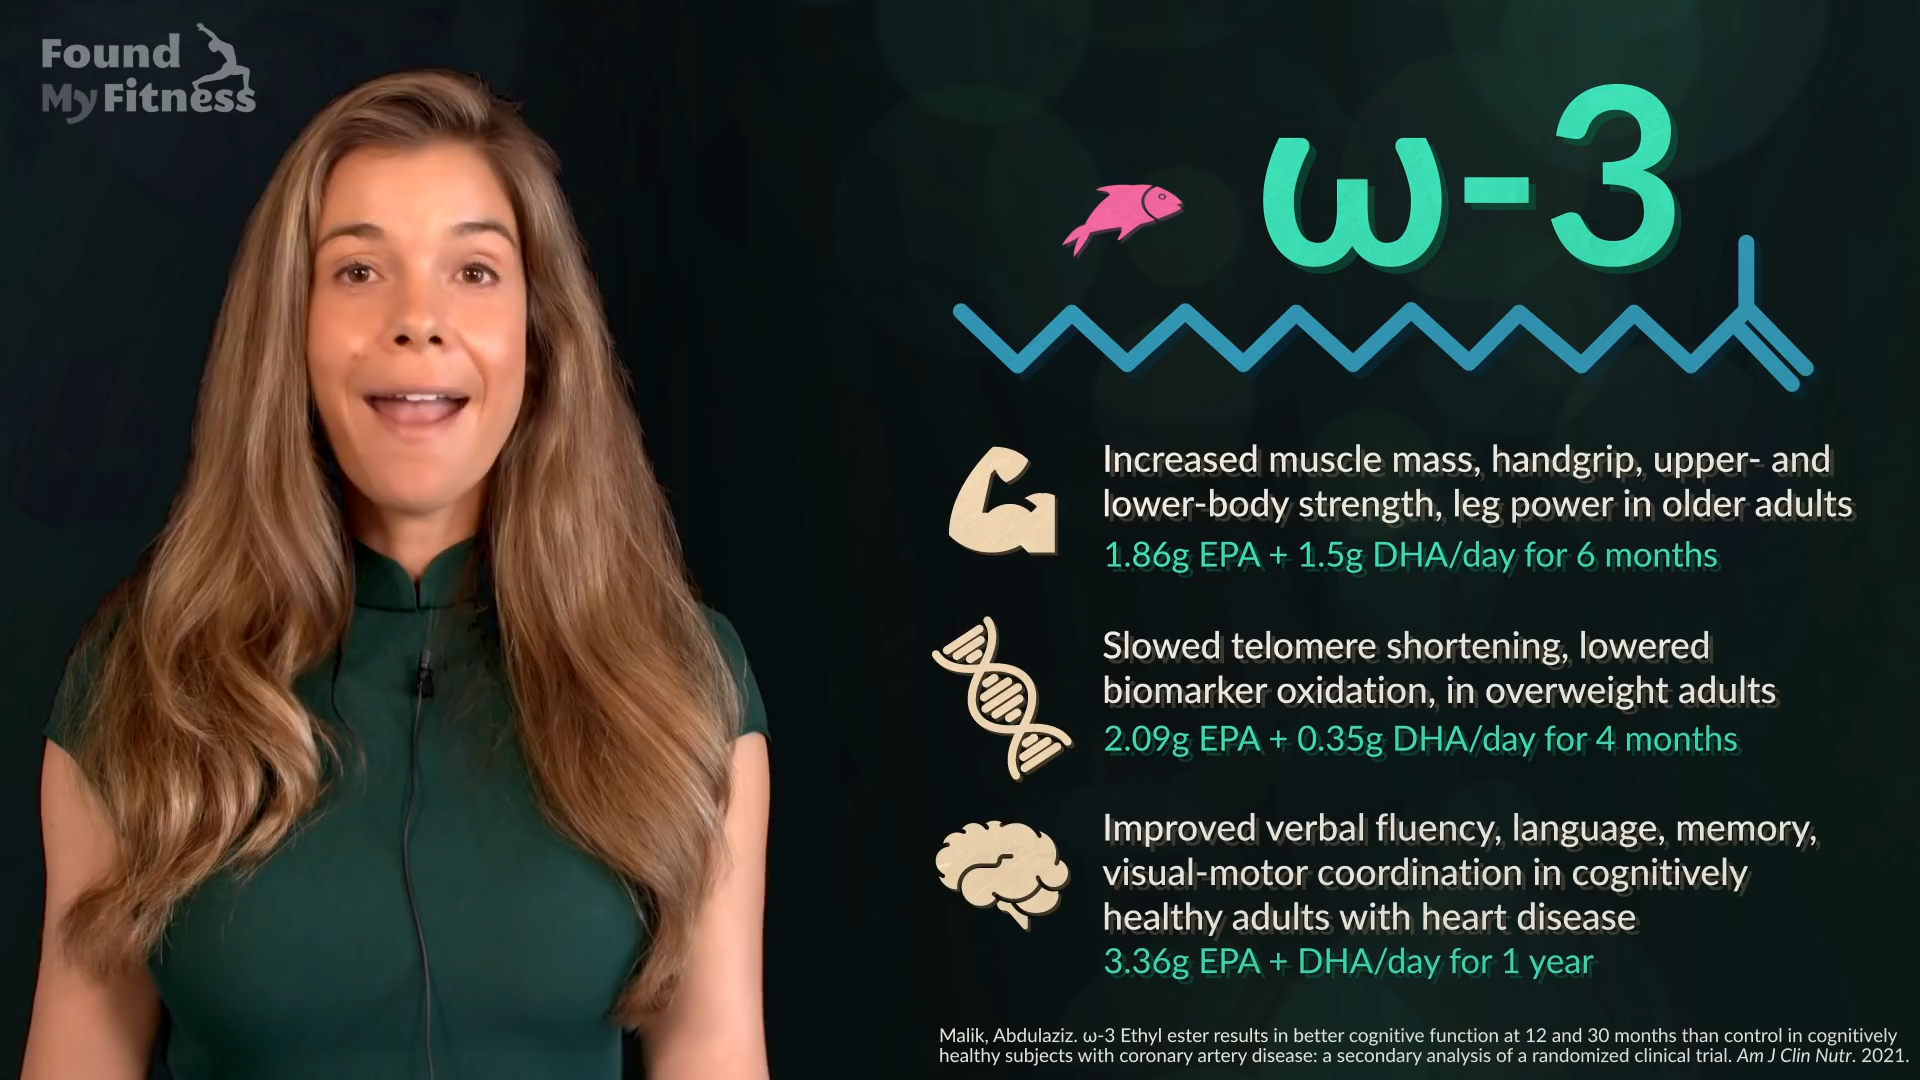 Found
My Fitness
ω-3
Increased muscle mass, handgrip, upper- and
lower-body strength, leg power in older adults
1.86g EPA + 1.5g DHA/day for 6 months
Slowed telomere shortening, lowered
biomarker oxidation, in overweight adults
2.09g EPA + 0.35g DHA/day for 4 months
Improved verbal fluency, language, memory,
visual-motor coordination in cognitively
healthy adults with heart disease
3.36g EPA + DHA/day for 1 year
Malik, Abdulaziz. ω-3 Ethyl ester results in better cognitive function at 12 and 30 months than control in cognitively
healthy subjects with coronary artery disease: a secondary analysis of a randomized clinical trial. Am J Clin Nutr. 2021.